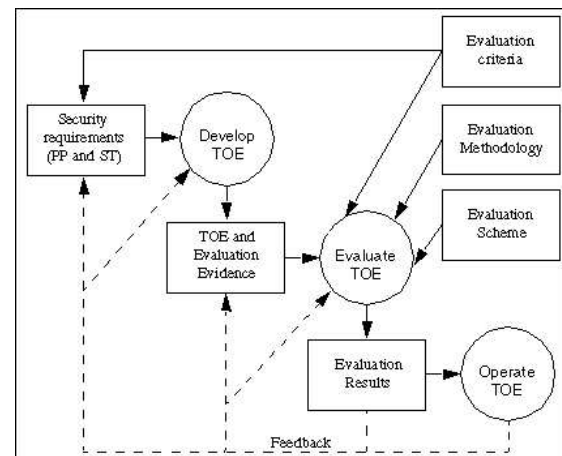 Evaluation
criteria
Security
requirements
(PP and ST)
Develop
TOE
Evaluation
Methodology
TOE and
Evaluation
Evidence
Evaluate
TOE
Evaluation
Scheme
Evaluation
Results
Operate
TOE
Feedback